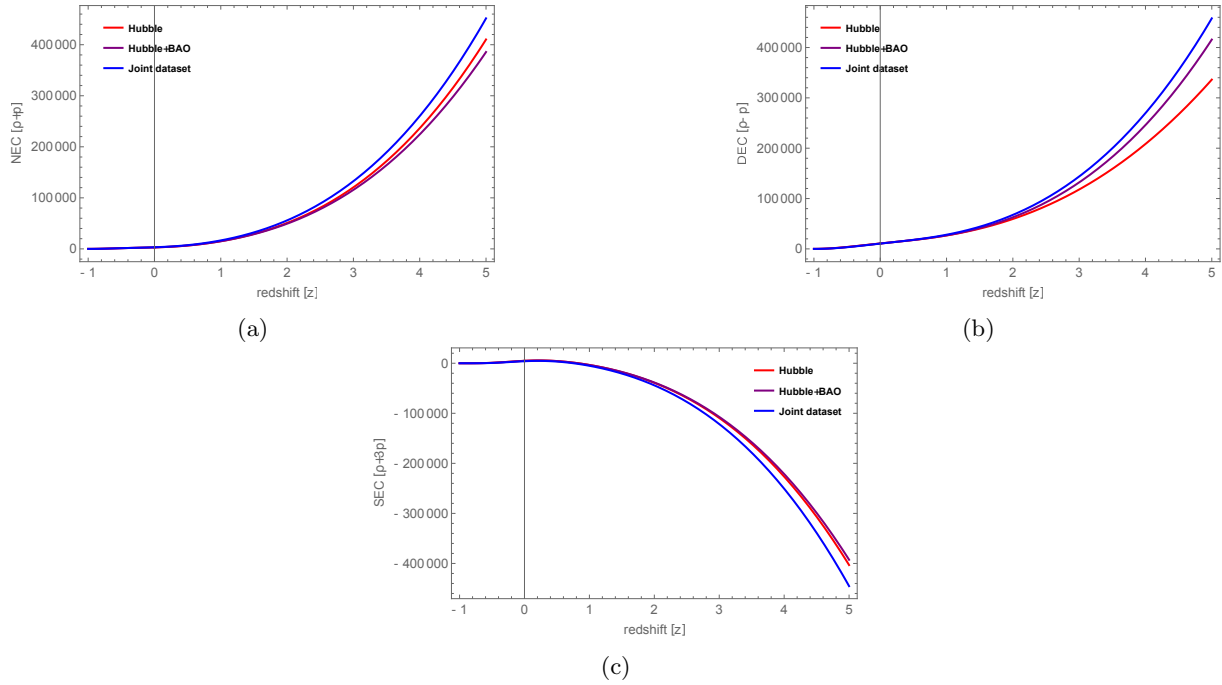 Hubble
Hubble+BAO
Joint dataset
NEC [ρ+p]
400 000
300 000
200 000
100 000
0
- 1 0 1 2 3 4 5
redshift [z]
(a)
Hubble
Hubble+BAO
Joint dataset
DEC [ρ- p]
400 000
300 000
200 000
100 000
0
- 1 0 1 2 3 4 5
redshift [z]
(b)
Hubble
Hubble+BAO
Joint dataset
SEC [ρ+3p]
0
- 100 000
- 200 000
- 300 000
- 400 000
- 1 0 1 2 3 4 5
redshift [z]
(c)